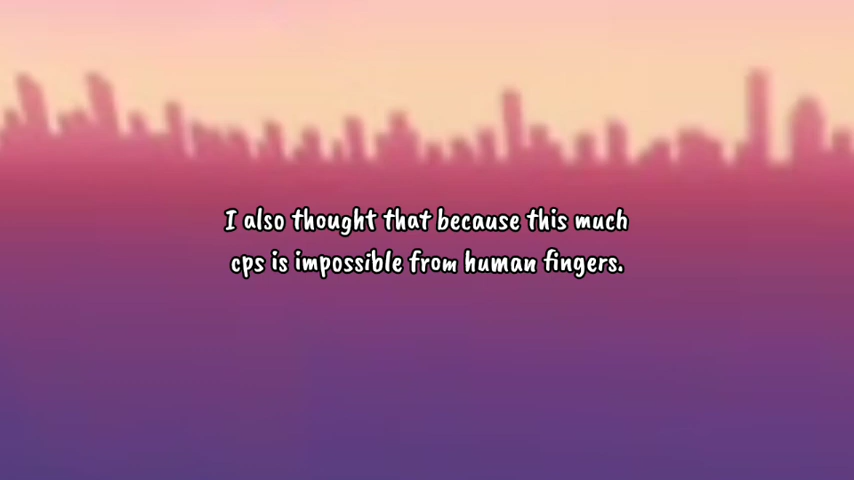 I also thought that because this much
cps is impossible from human fingers.